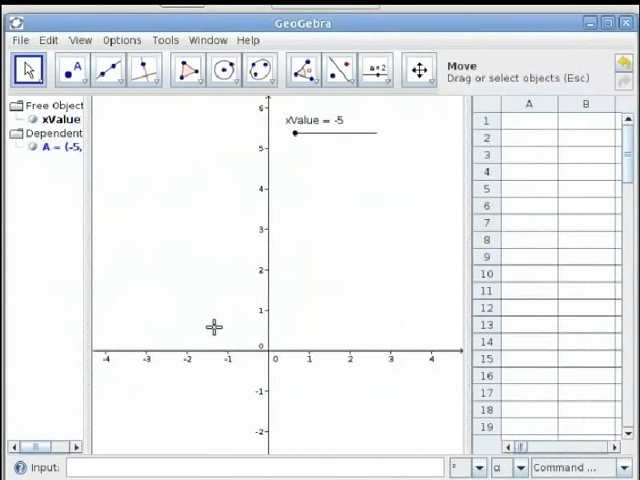 GeoGebra
File Edit View Options Tools Window Help
A
a = 2
Move
Drag or select objects (Esc)
Free Object
xValue
Dependent
A = (-5,
xValue = -5
6
5
4
3
2
1
0
-1
-2
-4 -3 -2 -1 0 1 2 3 4
A B
1
2
3
4
5
6
7
8
9
10
11
12
13
14
15
16
17
18
19
Input: ² α Command ...